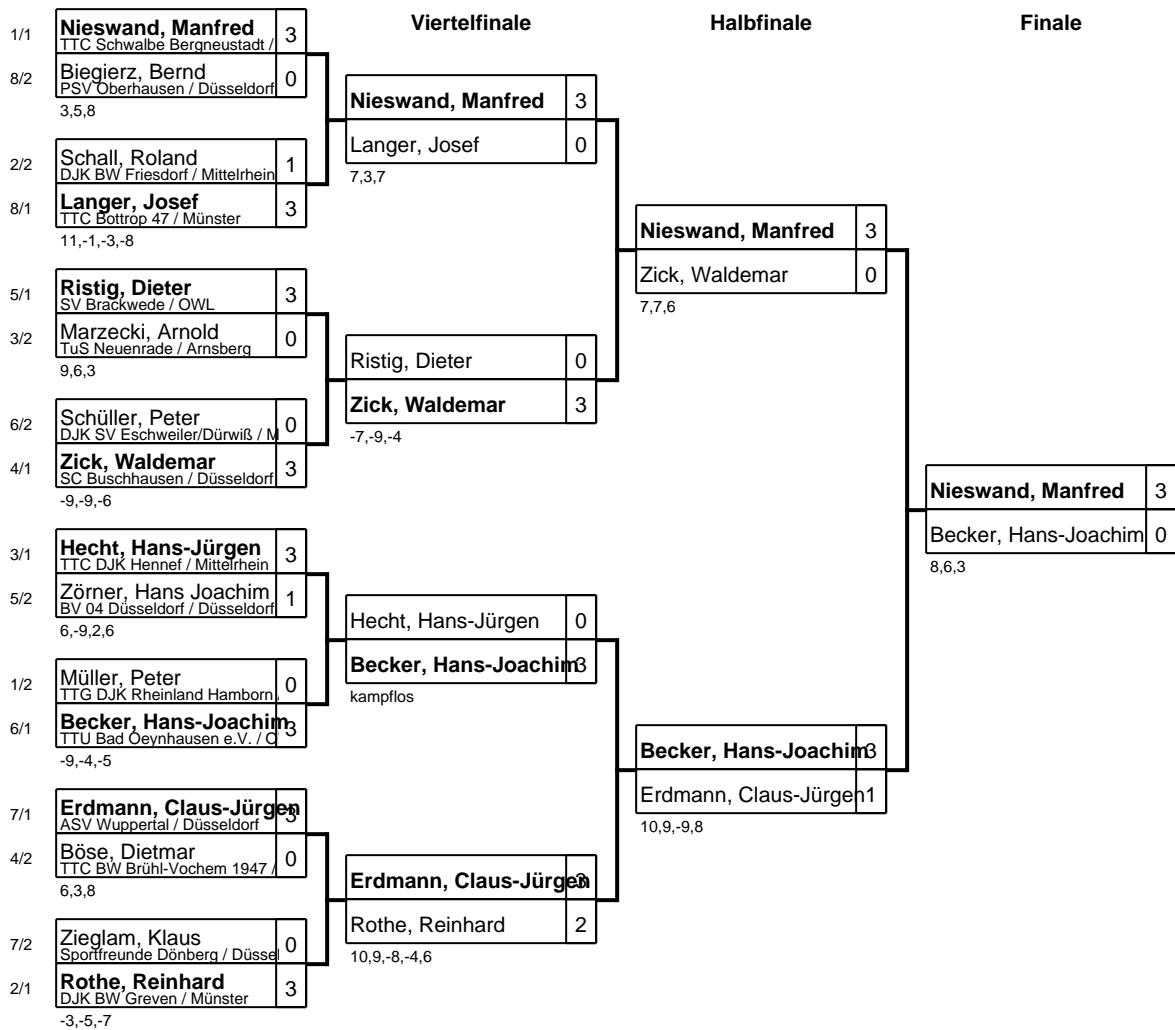 Viertelfinale
Halbfinale
Finale
1/1 Nieswand, Manfred 3
TTC Schwalbe Bergneustadt /
8/2 Biegierz, Bernd 0
PSV Oberhausen / Düsseldorf
3,5,8
2/2 Schall, Roland 1
DJK BW Friesdorf / Mittelrhein
8/1 Langer, Josef 3
TTC Bottrop 47 / Münster
11,-1,-3,-8
5/1 Ristig, Dieter 3
SV Brackwede / OWL
3/2 Marzecki, Arnold 0
TuS Neuenrade / Arnsberg
9,6,3
6/2 Schüller, Peter 0
DJK SV Eschweiler/Dürwiß / M
4/1 Zick, Waldemar 3
SC Buschhausen / Düsseldorf
-9,-9,-6
3/1 Hecht, Hans-Jürgen 3
TTC DJK Hennef / Mittelrhein
5/2 Zörner, Hans Joachim 1
BV 04 Düsseldorf / Düsseldorf
6,-9,2,6
1/2 Müller, Peter 0
TTG DJK Rheinland Hamborn /
6/1 Becker, Hans-Joachim 3
TTU Bad Oeynhausen e.V. / O
-9,-4,-5
7/1 Erdmann, Claus-Jürgen 3
ASV Wuppertal / Düsseldorf
4/2 Böse, Dietmar 0
TTC BW Brühl-Vochem 1947 /
6,3,8
7/2 Zieglam, Klaus 0
Sportfreunde Dönberg / Düssel
2/1 Rothe, Reinhard 3
DJK BW Greven / Münster
-3,-5,-7
Nieswand, Manfred 3
Langer, Josef 0
7,3,7
Ristig, Dieter 0
Zick, Waldemar 3
-7,-9,-4
Hecht, Hans-Jürgen 0
Becker, Hans-Joachim 3
kampflos
Erdmann, Claus-Jürgen 3
Rothe, Reinhard 2
10,9,-8,-4,6
Nieswand, Manfred 3
Zick, Waldemar 0
7,7,6
Becker, Hans-Joachim 3
Erdmann, Claus-Jürgen 1
10,9,-9,8
Nieswand, Manfred 3
Becker, Hans-Joachim 0
8,6,3